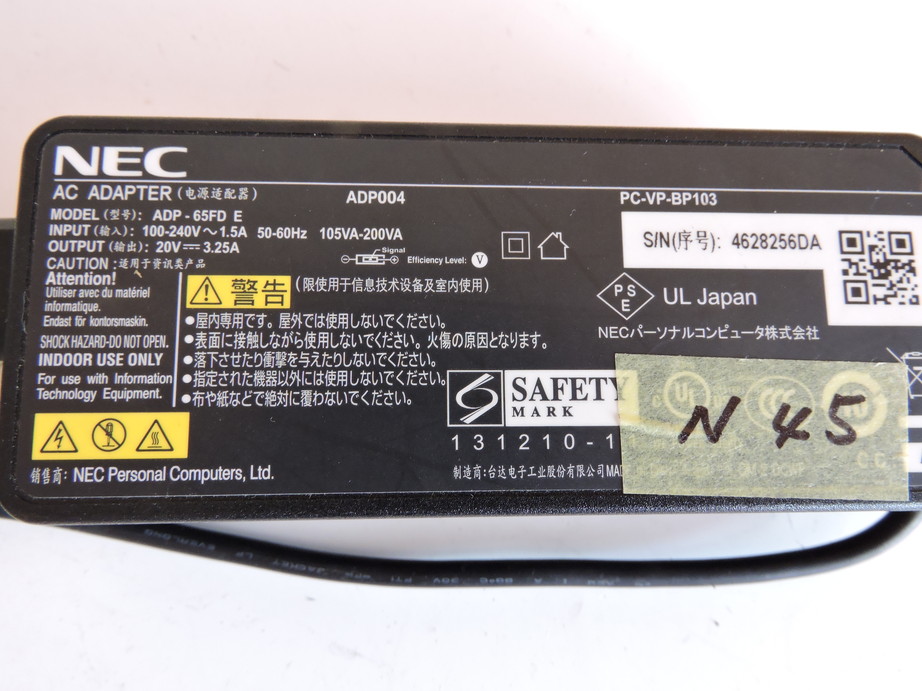 NEC
AC ADAPTER (电源适配器) ADP004 PC-VP-BP103
MODEL (型号): ADP-65FD E
INPUT (输入): 100-240V～1.5A 50-60Hz 105VA-200VA
OUTPUT (输出): 20V⎓3.25A
Signal
Efficiency Level: V
S/N(序号): 4628256DA
CAUTION :适用于资讯类产品
Attention!
Utiliser avec du matériel
informatique.
Endast för kontorsmaskin.
SHOCK HAZARD-DO NOT OPEN.
INDOOR USE ONLY
For use with Information
Technology Equipment.
警告 (限使用于信息技术设备及室内使用)
●屋内専用です。屋外では使用しないでください。
●表面に接触しながら使用しないでください。火傷の原因となります。
●落下させたり衝撃を与えたりしないでください。
●指定された機器以外には使用しないでください。
●布や紙などで絶対に覆わないでください。
PSE UL Japan
NECパーソナルコンピュータ株式会社
SAFETY
MARK
131210-1
N 45
销售商: NEC Personal Computers, Ltd.
制造商: 台达电子工业股份有限公司